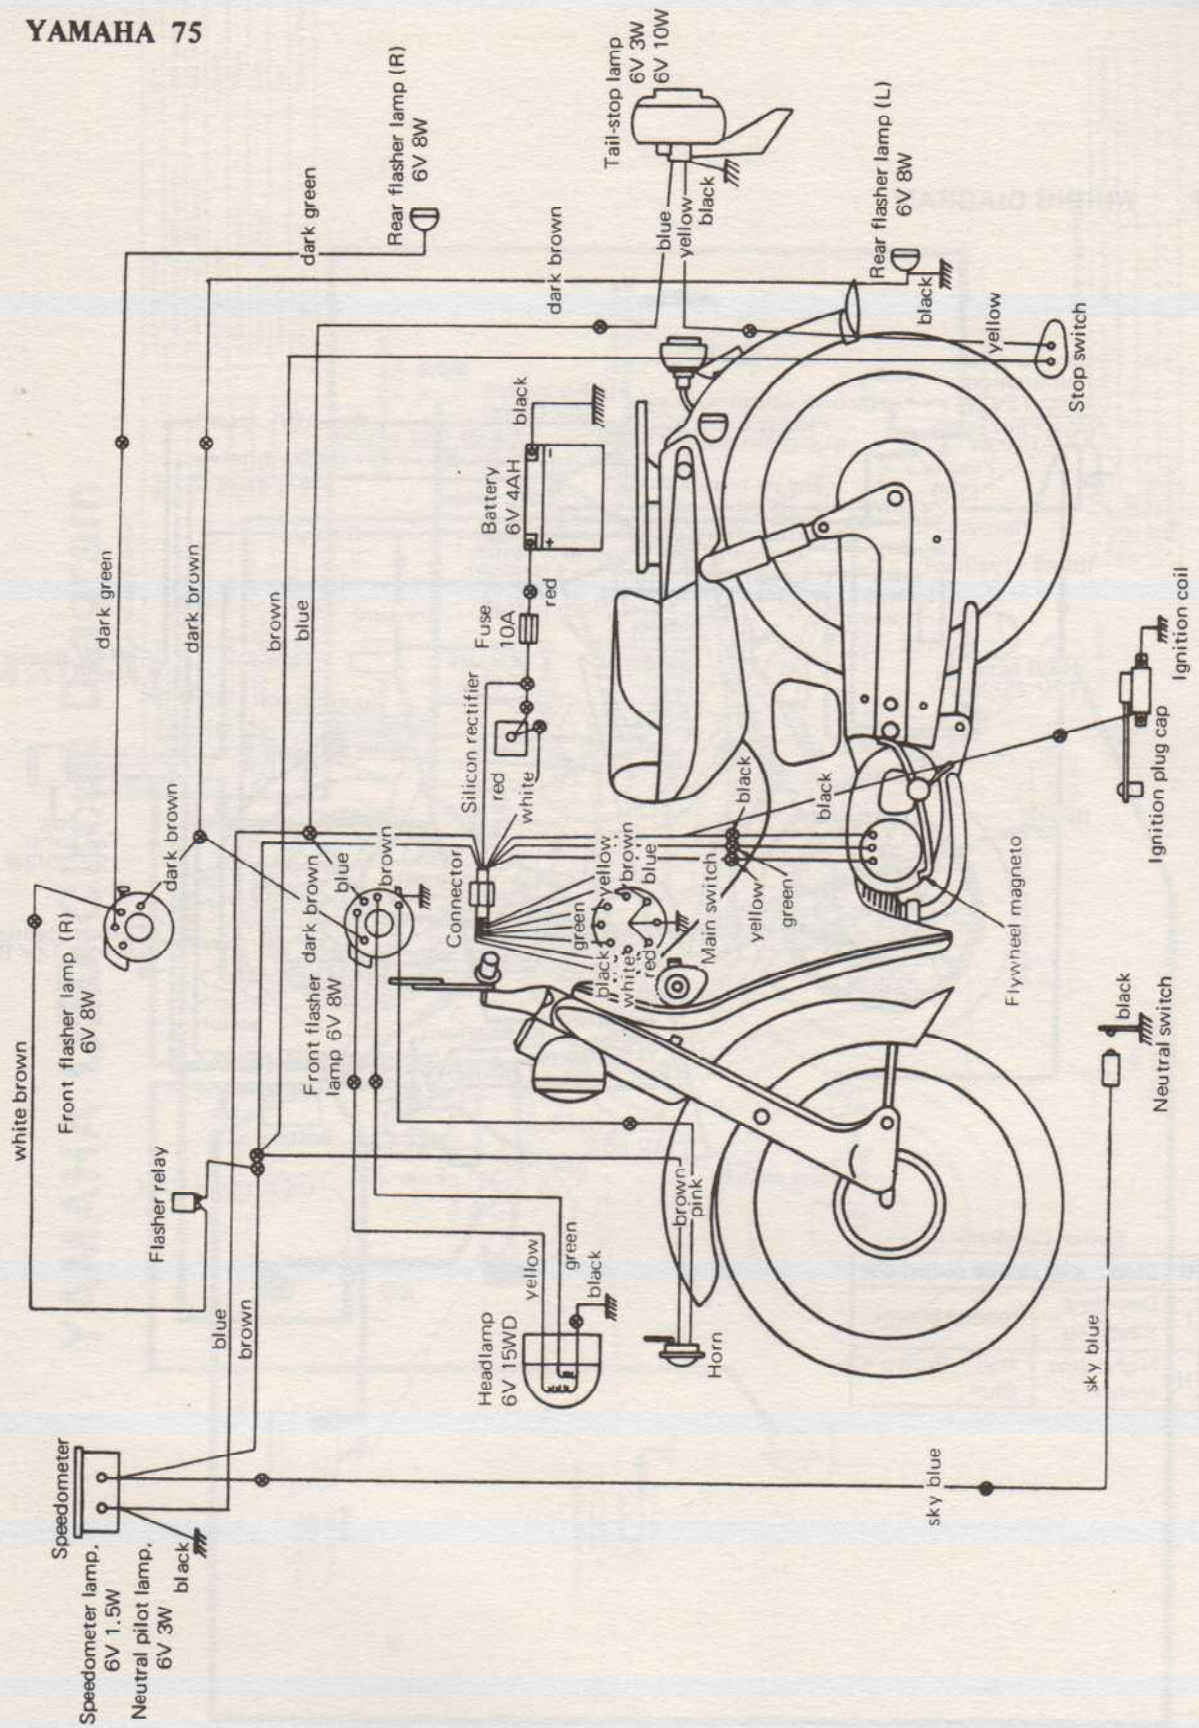 YAMAHA 75
Speedometer
Speedometer lamp,
6V 1.5W
Neutral pilot lamp,
6V 3W
black
white brown
Front flasher lamp (R)
6V 8W
Flasher relay
blue
brown
dark green
dark brown
dark brown
brown
blue
dark green
Rear flasher lamp (R)
6V 8W
dark brown
Tail-stop lamp
6V 3W
6V 10W
blue
yellow
black
Rear flasher lamp (L)
6V 8W
black
yellow
Stop switch
Battery
6V 4AH
+
-
black
red
Fuse
10A
Silicon rectifier
red
white
Connector
blue
brown
dark brown
Front flasher
lamp 6V 8W
yellow
brown
blue
green
black
white
red
Main switch
black
yellow
green
black
Flywheel magneto
Ignition coil
Ignition plug cap
Headlamp
6V 15WD
yellow
green
black
brown
pink
Horn
black
Neutral switch
sky blue
sky blue